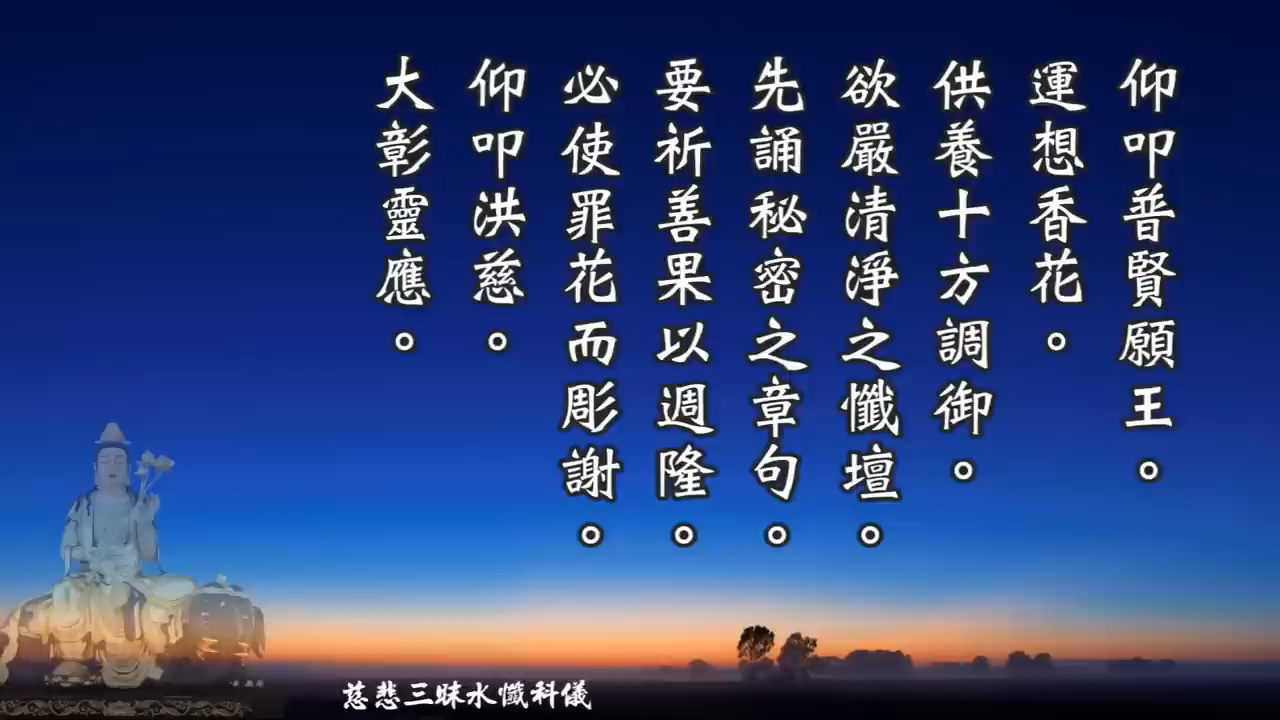 仰叩普賢願王。
運想香花。
供養十方調御。
欲嚴清淨之懺壇。
先誦秘密之章句。
要祈善果以週隆。
必使罪花而彫謝。
仰叩洪慈。
大彰靈應。
慈悲三昧水懺科儀